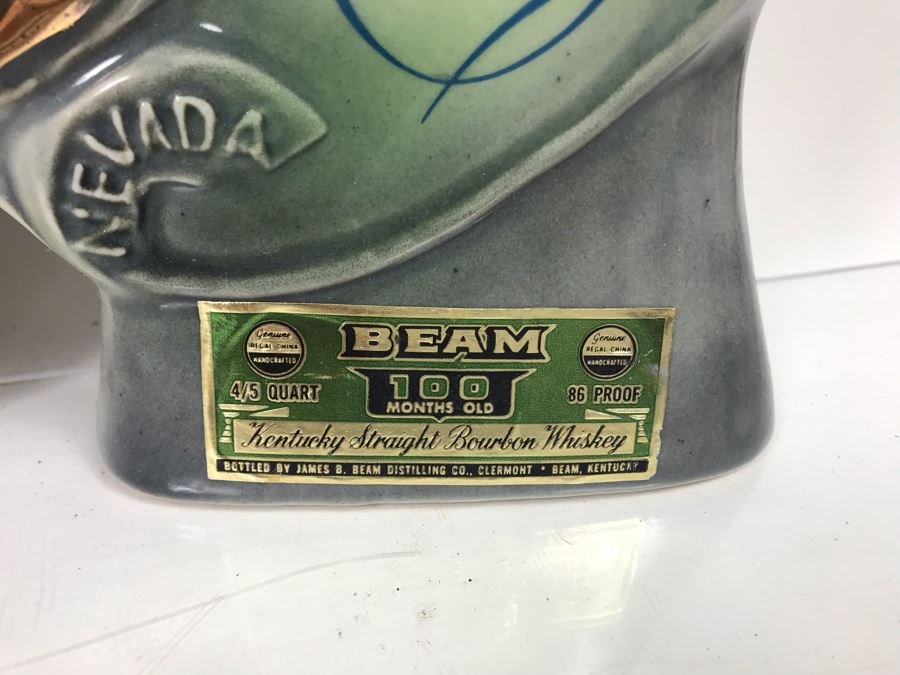 NEVADA
Genuine
REGAL CHINA
HANDCRAFTED
BEAM
Genuine
REGAL CHINA
HANDCRAFTED
4/5 QUART
100
MONTHS OLD
86 PROOF
Kentucky Straight Bourbon Whiskey
BOTTLED BY JAMES B. BEAM DISTILLING CO., CLERMONT • BEAM, KENTUCKY